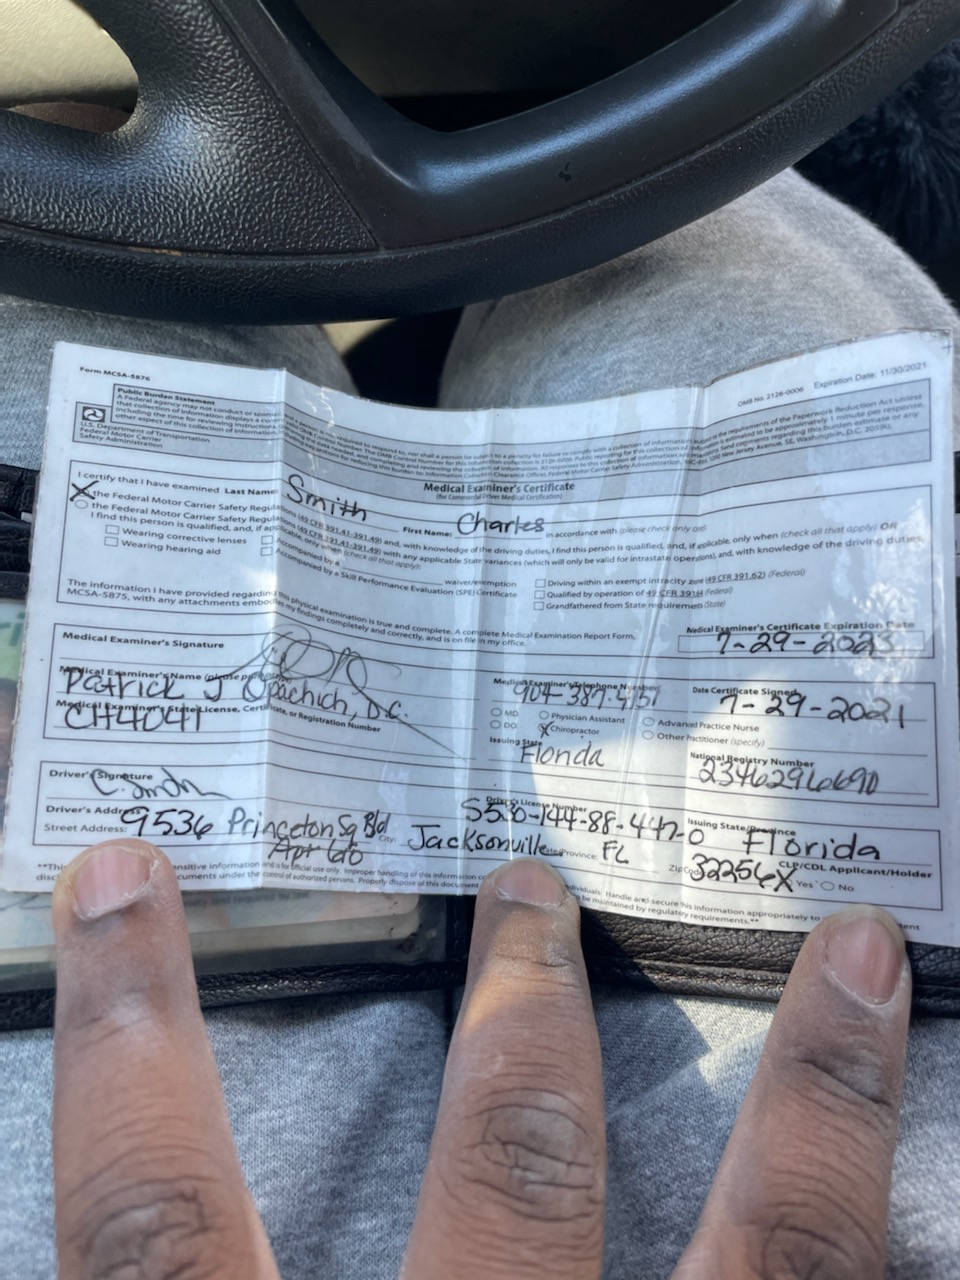 Form MCSA-5876
OMB No. 2126-0006 Expiration Date: 11/30/2021
Public Burden Statement
A Federal agency may not conduct or sponsor
U.S. Department of Transportation
Federal Motor Carrier
Safety Administration
Medical Examiner's Certificate
(for Commercial Driver Medical Certification)
I certify that I have examined Last Name: Smith First Name: Charles in accordance with (please check only one):
X the Federal Motor Carrier Safety Regulations (49 CFR 391.41-391.49) and, with knowledge of the driving duties, I find this person is qualified, and, if applicable, only when (check all that apply) OR
the Federal Motor Carrier Safety Regulations (49 CFR 391.41-391.49) with any applicable State variances (which will only be valid for intrastate operations), and, with knowledge of the driving duties,
I find this person is qualified, and, if applicable, only when (check all that apply):
Wearing corrective lenses Accompanied by a waiver/exemption Driving within an exempt intracity zone (49 CFR 391.62) (Federal)
Wearing hearing aid Accompanied by a Skill Performance Evaluation (SPE) Certificate Qualified by operation of 49 CFR 391.64 (Federal)
Grandfathered from State requirements (State)
The information I have provided regarding this physical examination is true and complete. A complete Medical Examination Report Form,
MCSA-5875, with any attachments embodies my findings completely and correctly, and is on file in my office.
Medical Examiner's Certificate Expiration Date
7-29-2023
Medical Examiner's Signature
Medical Examiner's Telephone Number
Date Certificate Signed
7-29-2021
Medical Examiner's Name (please print)
Patrick J Opachich, D.C.
MD Physician Assistant Advanced Practice Nurse
DO X Chiropractor Other Practitioner (specify)
Medical Examiner's State License, Certificate, or Registration Number
CH4041
Issuing State
Florida
National Registry Number
2346296690
Driver's Signature
C. Smith
Driver's License Number
S530-144-88-447-0
Issuing State/Province
Florida
Driver's Address
Street Address: 9536 Princeton Sq Blvd Apt 616 City: Jacksonville State/Province: FL Zip Code: 32256
CLP/CDL Applicant/Holder
X Yes No